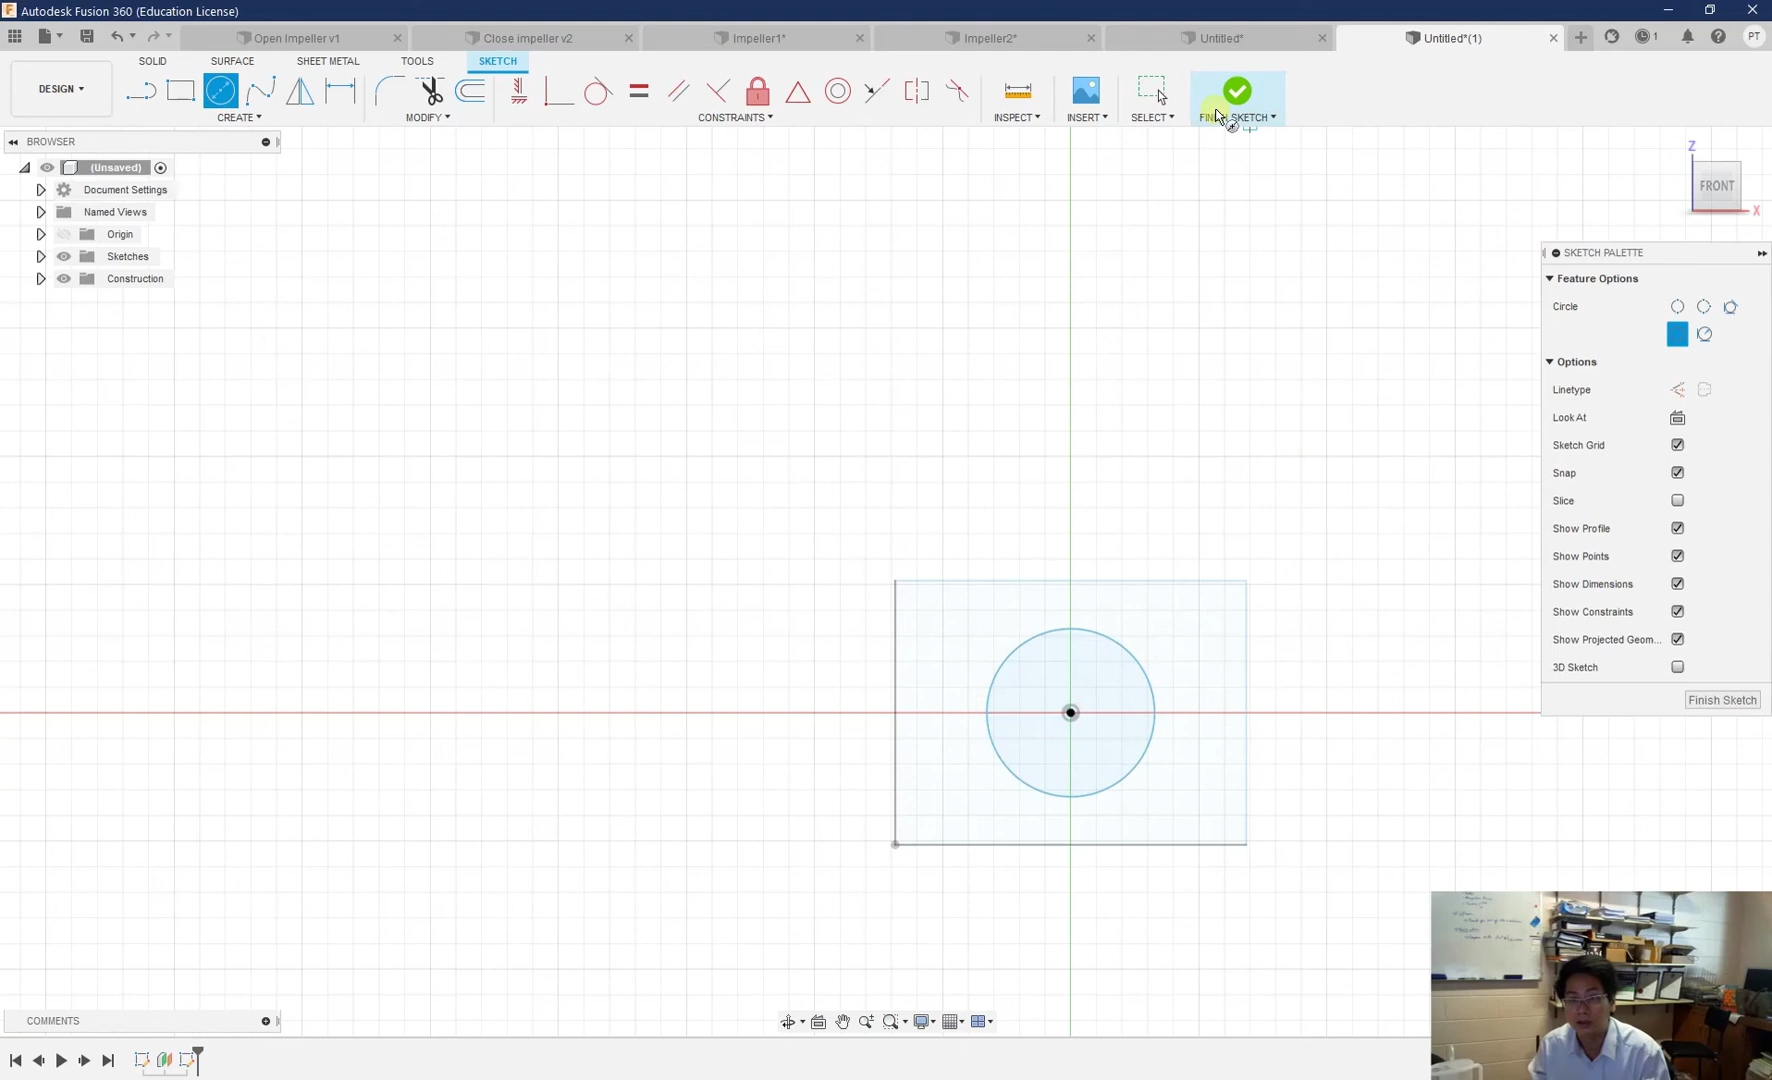 Autodesk Fusion 360 (Education License)
Open Impeller v1
Close impeller v2
Impeller1*
Impeller2*
Untitled*
Untitled*(1)
1
PT
DESIGN
SOLID
SURFACE
SHEET METAL
TOOLS
SKETCH
CREATE
MODIFY
CONSTRAINTS
INSPECT
INSERT
SELECT
FINISH SKETCH
BROWSER
(Unsaved)
Document Settings
Named Views
Origin
Sketches
Construction
Z
FRONT
X
SKETCH PALETTE
Feature Options
Circle
Options
Linetype
Look At
Sketch Grid
Snap
Slice
Show Profile
Show Points
Show Dimensions
Show Constraints
Show Projected Geom...
3D Sketch
Finish Sketch
COMMENTS